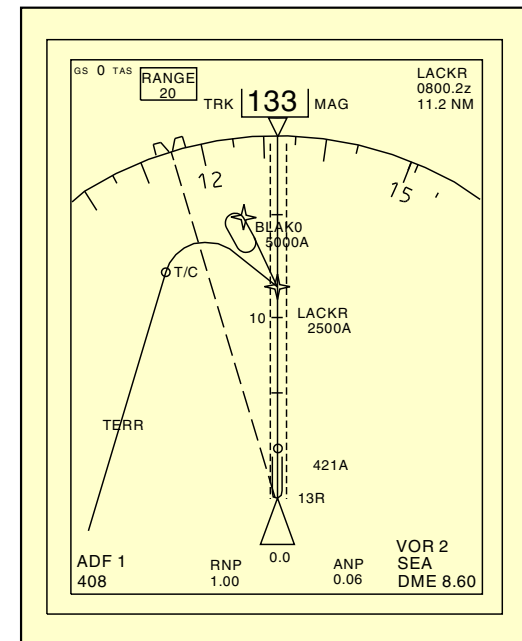 GS 0 TAS
RANGE
20
TRK 133 MAG
LACKR
0800.2z
11.2 NM
12
15
BLAKO
5000A
T/C
10
LACKR
2500A
TERR
421A
13R
0.0
ADF 1
408
RNP
1.00
ANP
0.06
VOR 2
SEA
DME 8.60